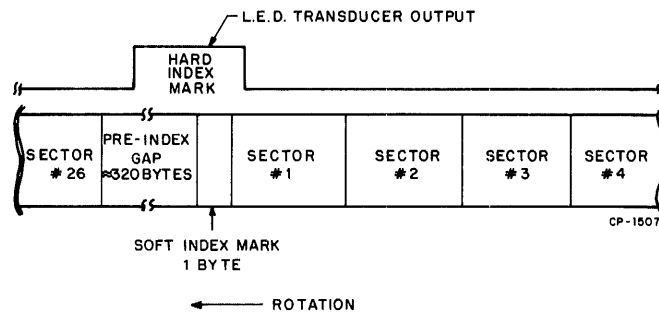 L.E.D. TRANSDUCER OUTPUT
HARD
INDEX
MARK
SECTOR
#26
PRE-INDEX
GAP
≈320 BYTES
SECTOR
#1
SECTOR
#2
SECTOR
#3
SECTOR
#4
CP-1507
SOFT INDEX MARK
1 BYTE
ROTATION